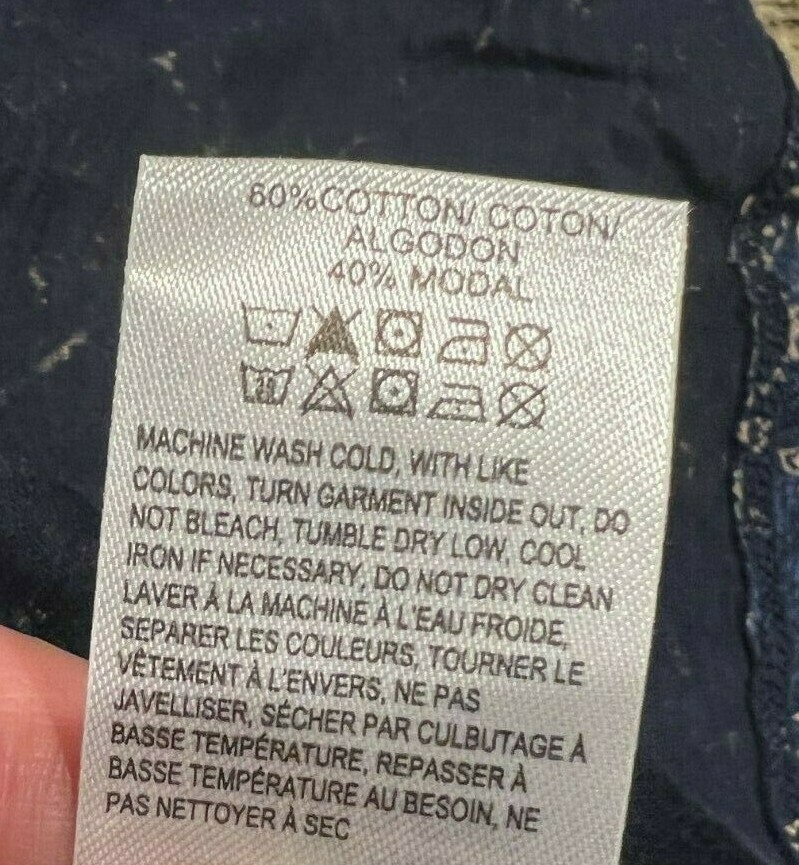 60%COTTON/ COTON/
ALGODON
40% MODAL
30
MACHINE WASH COLD, WITH LIKE
COLORS, TURN GARMENT INSIDE OUT, DO
NOT BLEACH, TUMBLE DRY LOW, COOL
IRON IF NECESSARY, DO NOT DRY CLEAN
LAVER À LA MACHINE À L'EAU FROIDE,
SÉPARER LES COULEURS, TOURNER LE
VÊTEMENT À L'ENVERS, NE PAS
JAVELLISER, SÉCHER PAR CULBUTAGE À
BASSE TEMPÉRATURE, REPASSER À
BASSE TEMPÉRATURE AU BESOIN, NE
PAS NETTOYER À SEC